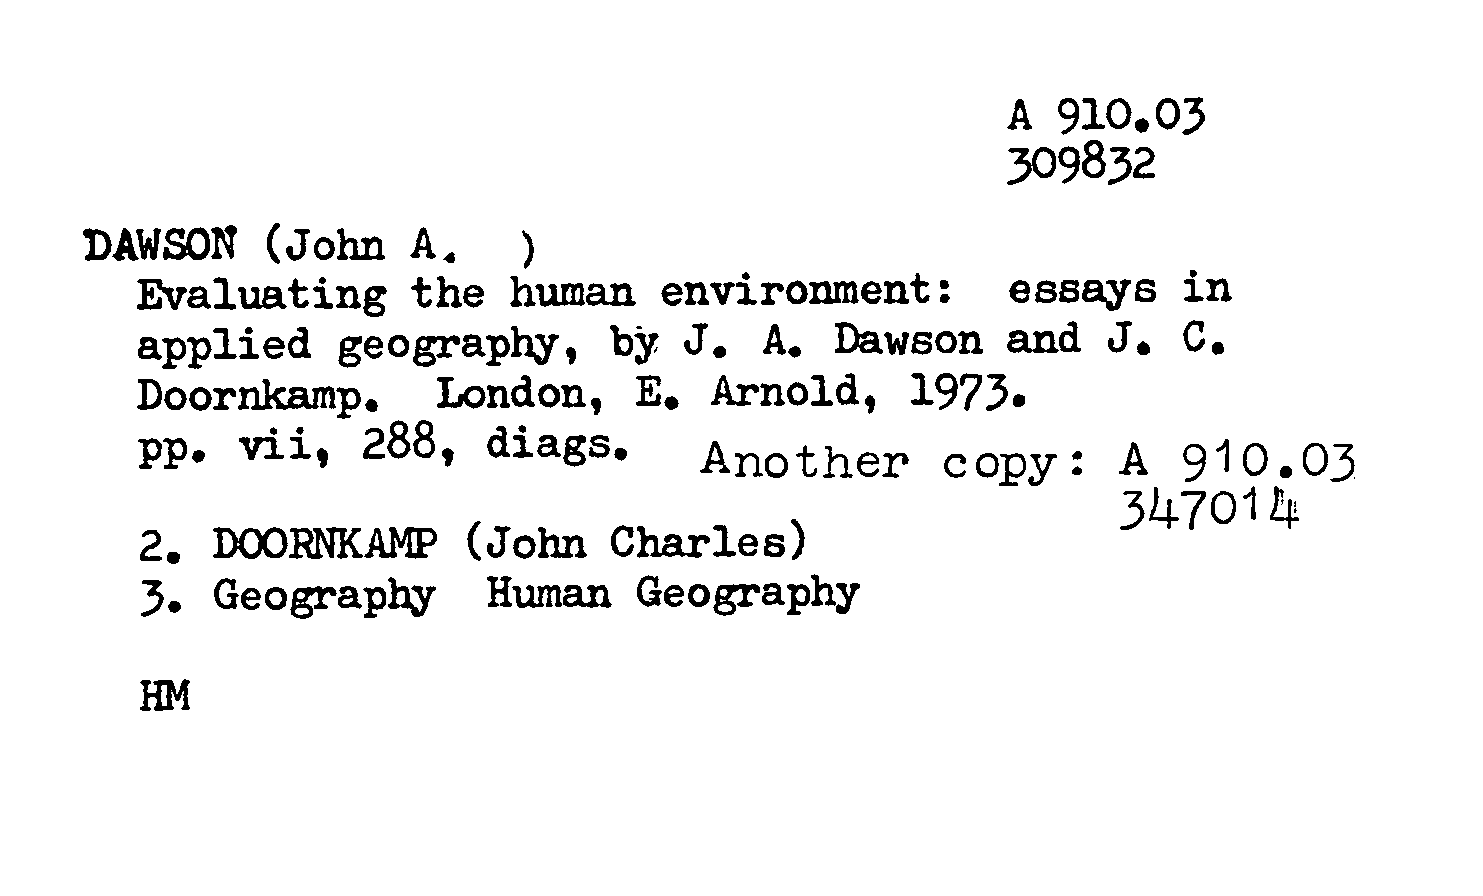 A 910.03
309832
DAWSON (John A. )
Evaluating the human environment: essays in
applied geography, by J. A. Dawson and J. C.
Doornkamp. London, E. Arnold, 1973.
pp. vii, 288, diags. Another copy: A 910.03
347014
2. DOORNKAMP (John Charles)
3. Geography Human Geography
HM